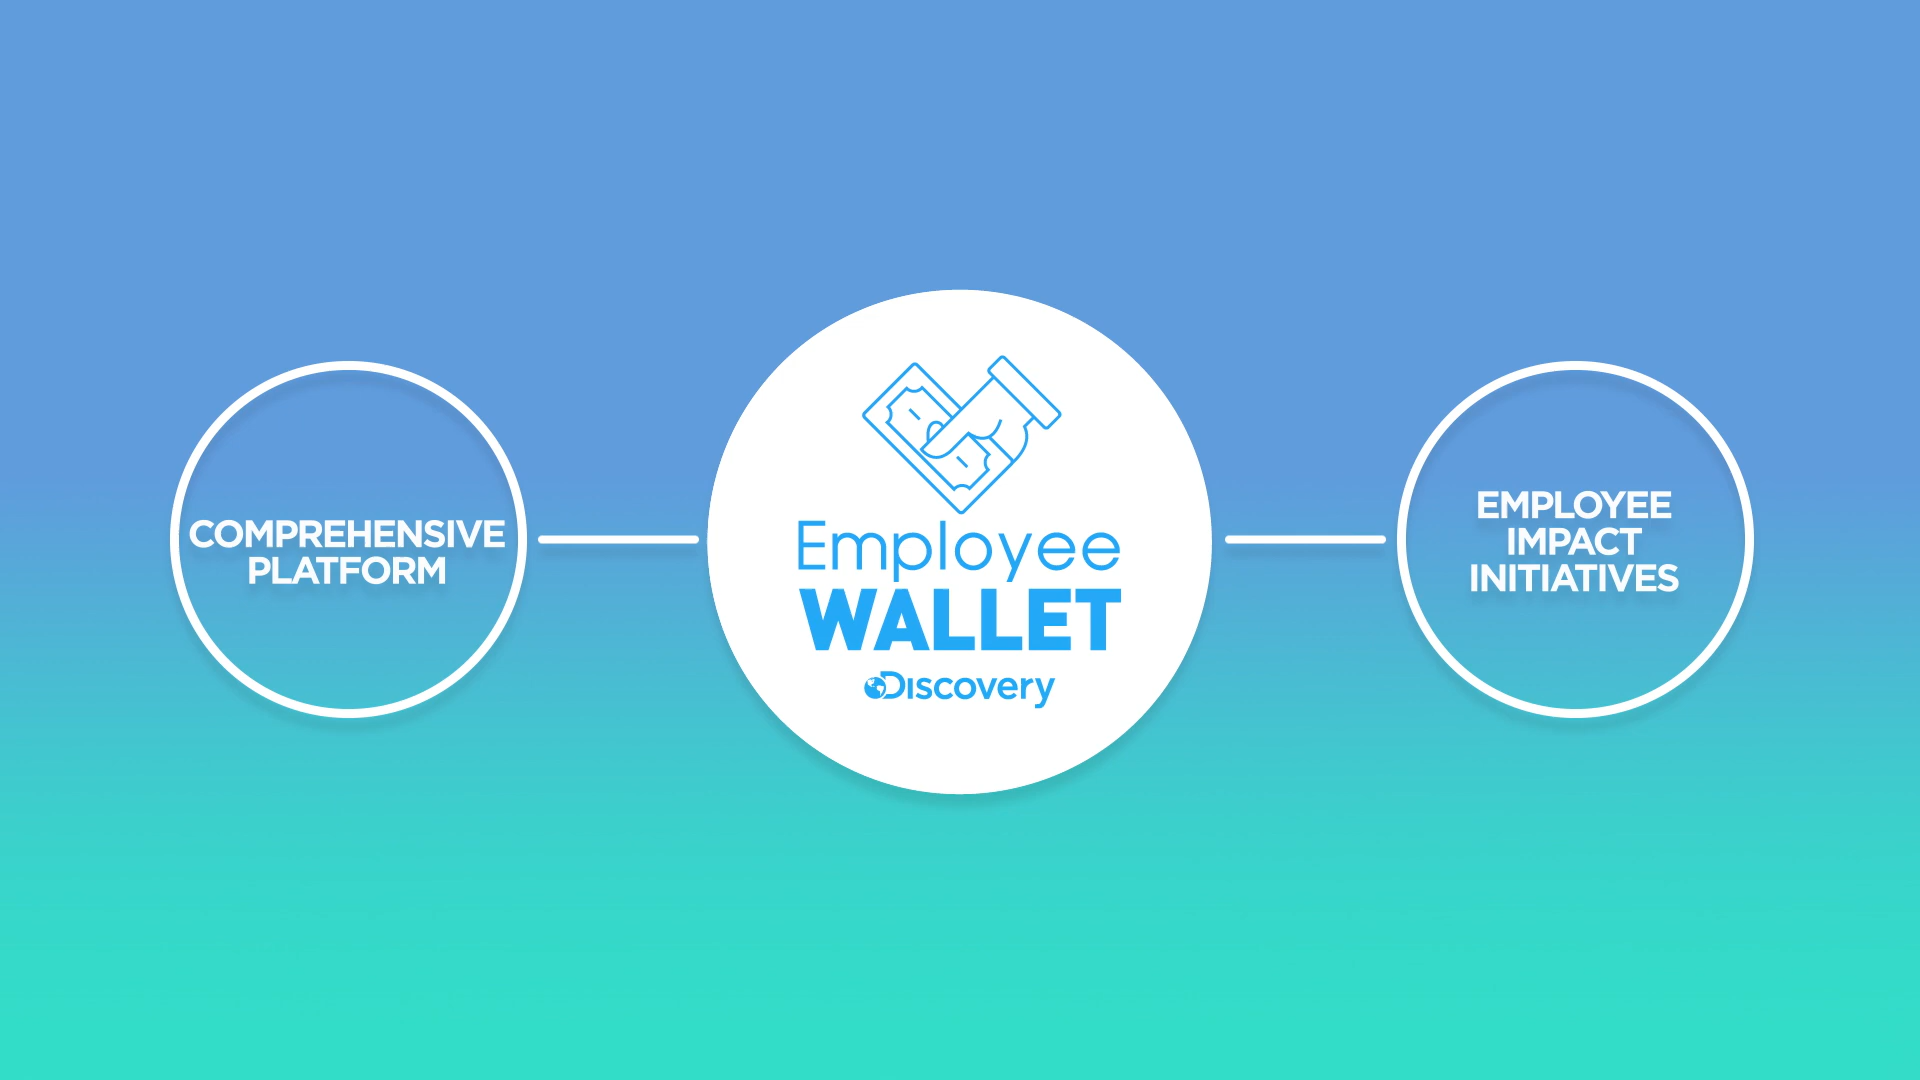 COMPREHENSIVE
PLATFORM
Employee
WALLET
Discovery
EMPLOYEE
IMPACT
INITIATIVES